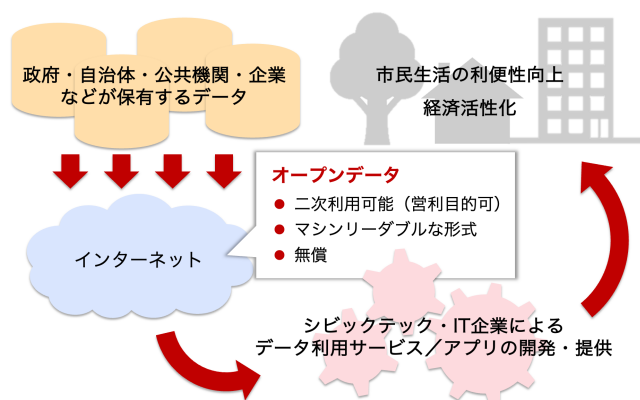 政府・自治体・公共機関・企業
などが保有するデータ
市民生活の利便性向上
経済活性化
オープンデータ
● 二次利用可能（営利目的可）
● マシンリーダブルな形式
● 無償
インターネット
シビックテック・IT企業による
データ利用サービス／アプリの開発・提供